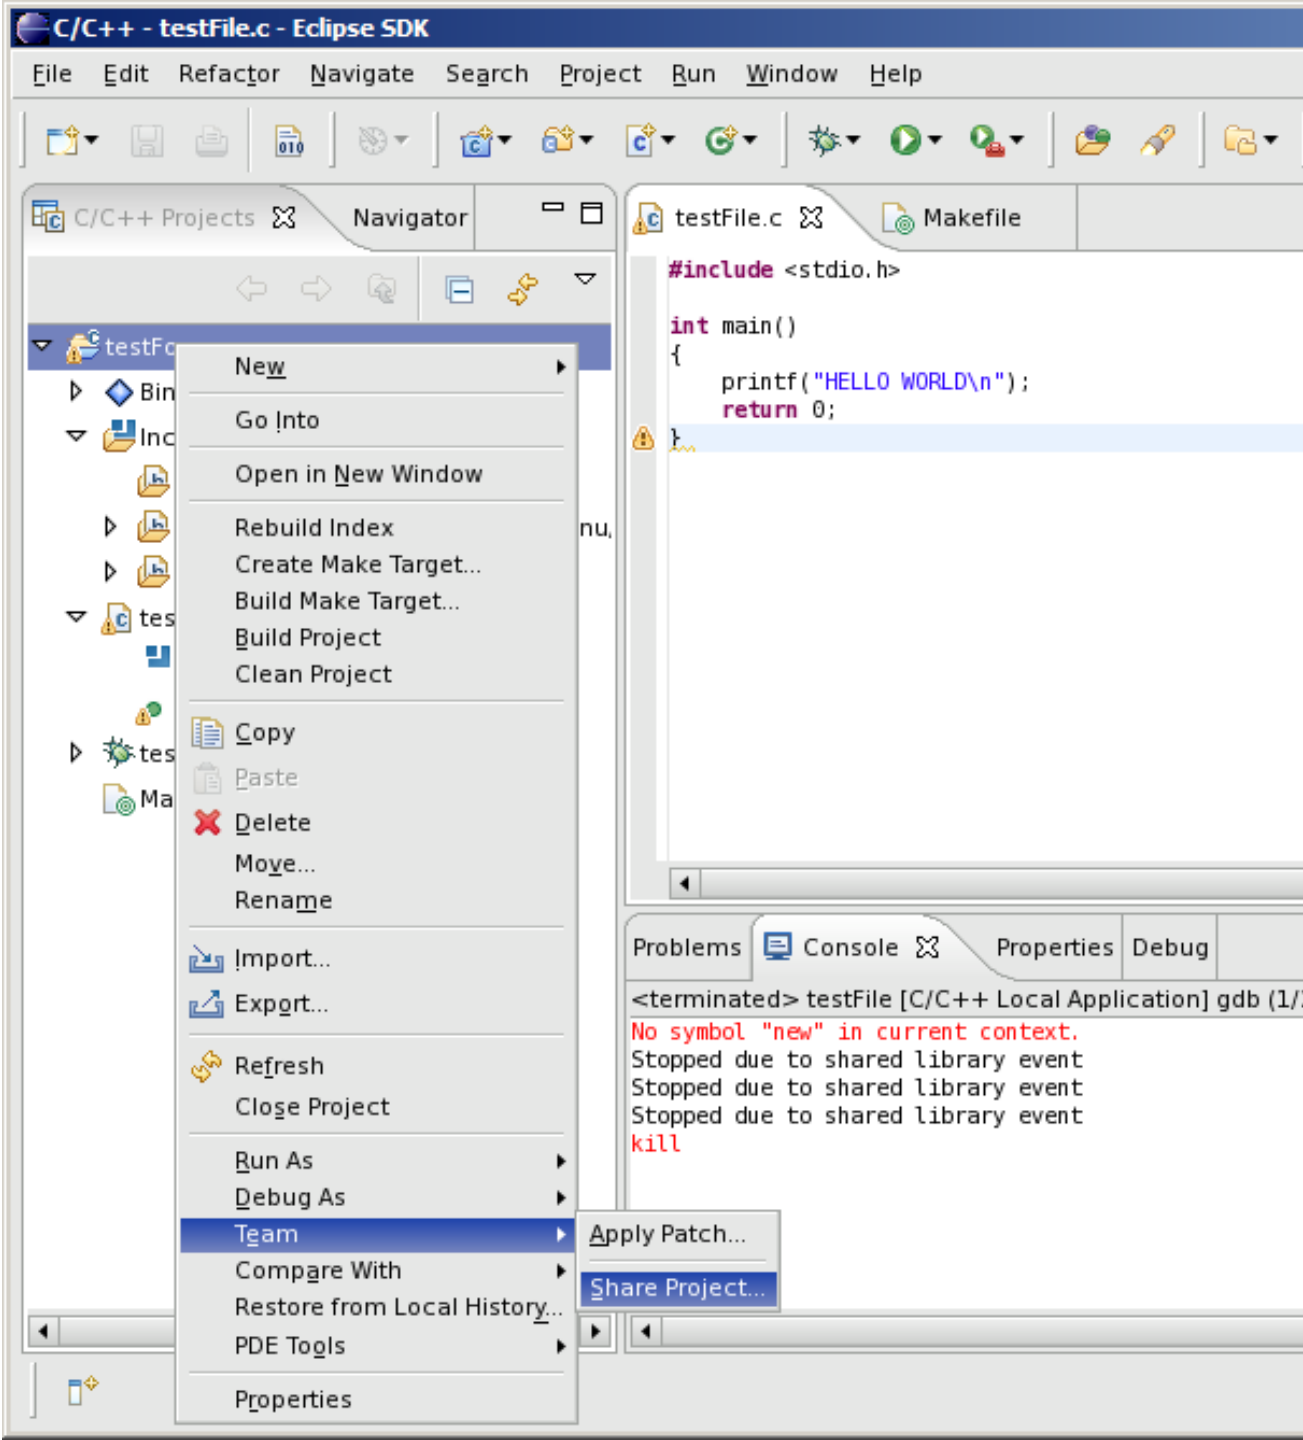 C/C++ - testFile.c - Eclipse SDK
File Edit Refactor Navigate Search Project Run Window Help
010
C/C++ Projects Navigator
testFile.c Makefile
#include <stdio.h>
int main()
{
printf("HELLO WORLD\n");
return 0;
}
testFo
Bin
Inc
nu,
tes
tes
Ma
New
Go Into
Open in New Window
Rebuild Index
Create Make Target...
Build Make Target...
Build Project
Clean Project
Copy
Paste
Delete
Move...
Rename
Import...
Export...
Refresh
Close Project
Run As
Debug As
Team
Compare With
Restore from Local History...
PDE Tools
Properties
Apply Patch...
Share Project...
Problems Console Properties Debug
<terminated> testFile [C/C++ Local Application] gdb (1/
No symbol "new" in current context.
Stopped due to shared library event
Stopped due to shared library event
Stopped due to shared library event
kill